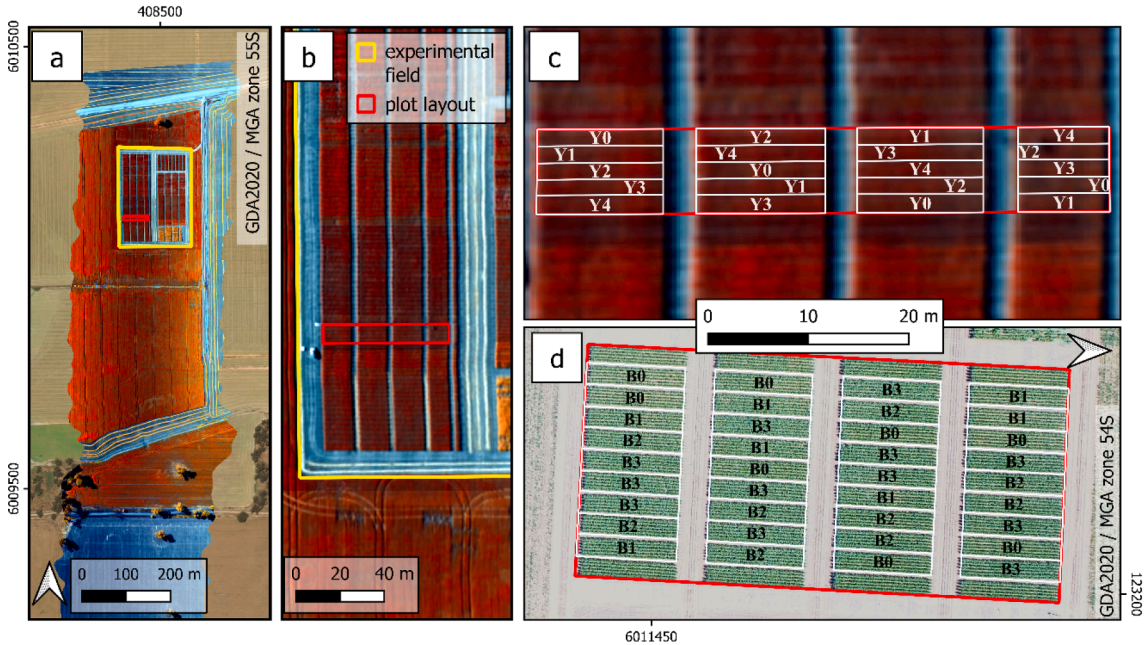 408500
6010500
6009500
a
GDA2020 / MGA zone 55S
0 100 200 m
b
experimental
field
plot layout
0 20 40 m
c
Y0
Y1
Y2
Y3
Y4
Y2
Y4
Y0
Y1
Y3
Y1
Y3
Y4
Y2
Y0
Y4
Y2
Y3
Y0
Y1
0 10 20 m
d
B0
B0
B1
B2
B3
B3
B3
B2
B1
B0
B1
B3
B1
B0
B3
B2
B3
B2
B3
B2
B0
B3
B1
B2
B2
B0
B1
B1
B0
B3
B2
B2
B3
B0
B3
GDA2020 / MGA zone 54S
123200
6011450